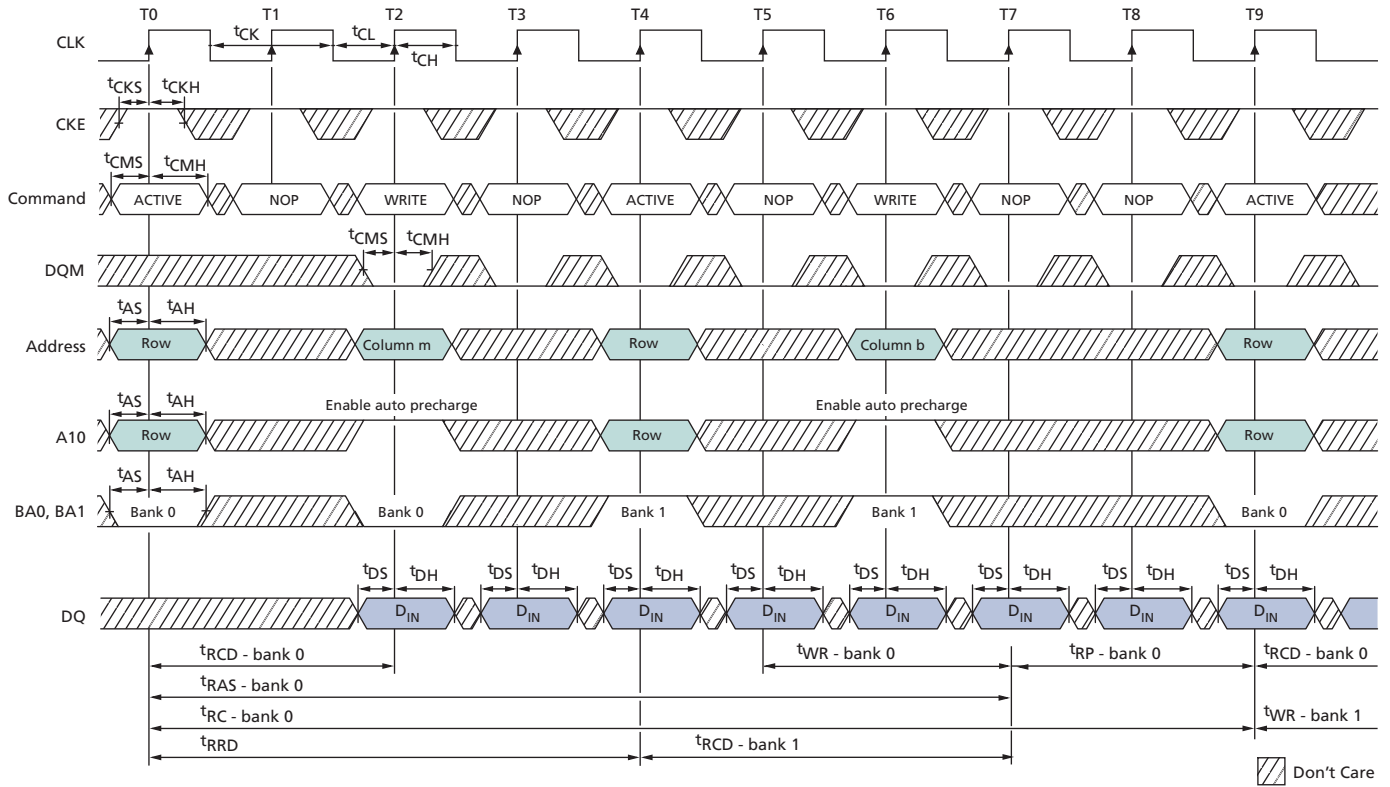 T0 T1 T2 T3 T4 T5 T6 T7 T8 T9
CLK tCK tCL tCH
tCKS tCKH
CKE
tCMS tCMH
Command ACTIVE NOP WRITE NOP ACTIVE NOP WRITE NOP NOP ACTIVE
tCMS tCMH
DQM
tAS tAH
Address Row Column m Row Column b Row
tAS tAH Enable auto precharge Enable auto precharge
A10 Row Row Row
tAS tAH
BA0, BA1 Bank 0 Bank 0 Bank 1 Bank 1 Bank 0
tDS tDH tDS tDH tDS tDH tDS tDH tDS tDH tDS tDH tDS tDH tDS tDH
DQ DIN DIN DIN DIN DIN DIN DIN DIN
tRCD - bank 0 tWR - bank 0 tRP - bank 0 tRCD - bank 0
tRAS - bank 0
tRC - bank 0 tWR - bank 1
tRRD tRCD - bank 1
Don't Care